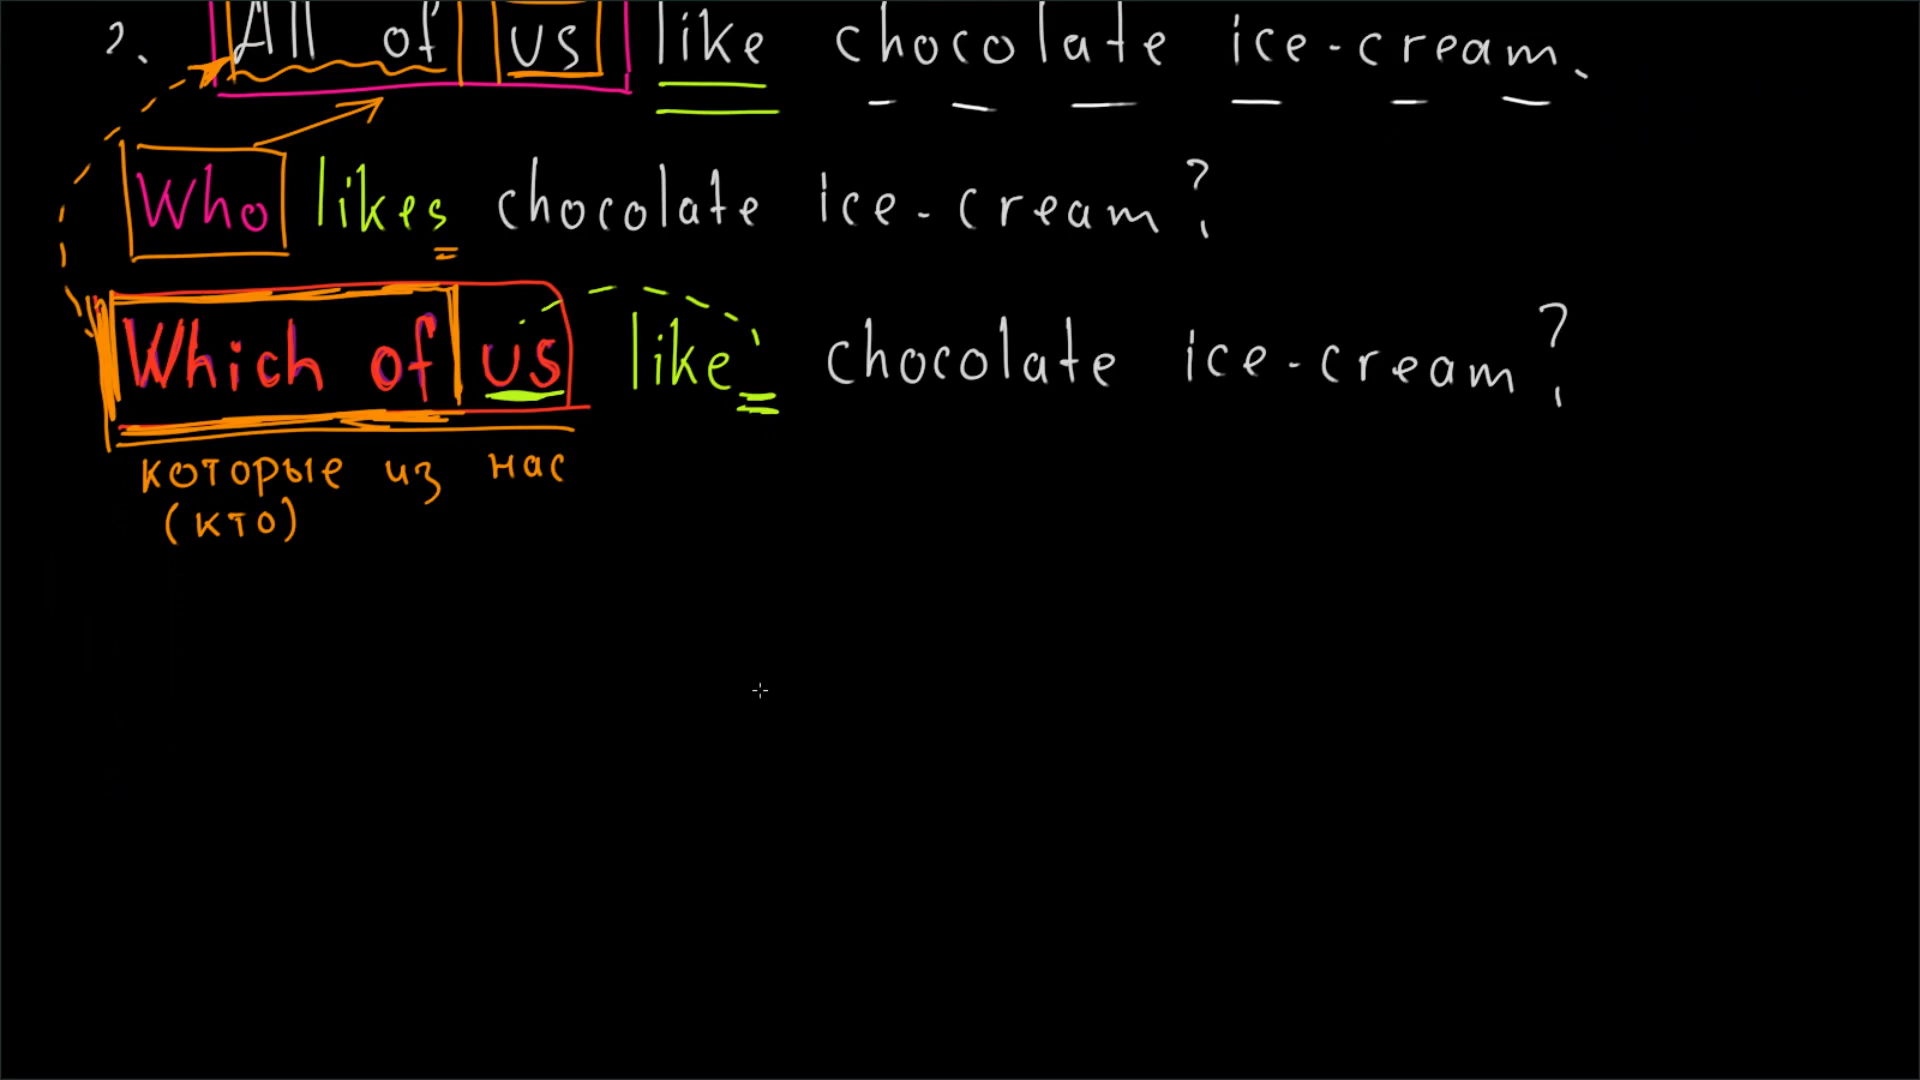 2. All of us like chocolate ice-cream.
Who likes chocolate ice-cream?
Which of us like chocolate ice-cream?
которые из нас
(кто)